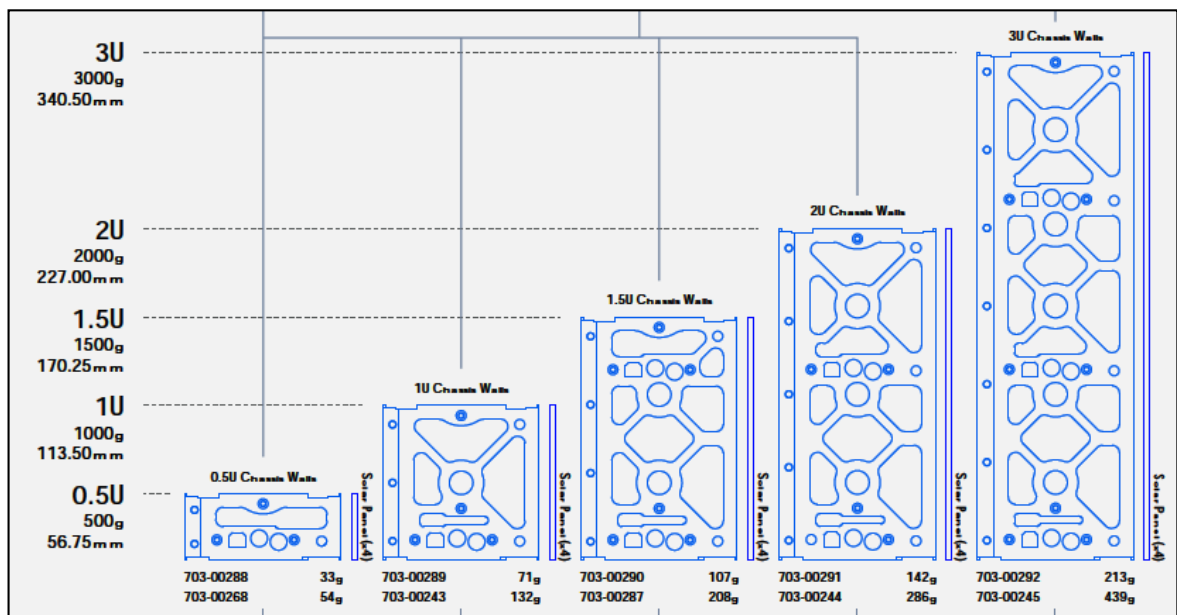 3U Chassis Walls
3U
3000g
340.50mm
2U Chassis Walls
2U
2000g
227.00mm
1.5U Chassis Walls
1.5U
1500g
170.25mm
1U Chassis Walls
1U
1000g
113.50mm
0.5U Chassis Walls
0.5U
500g
56.75mm
Solar Panel (x4)
Solar Panel (x4)
Solar Panel (x4)
Solar Panel (x4)
Solar Panel (x4)
703-00288 33g 703-00289 71g 703-00290 107g 703-00291 142g 703-00292 213g
703-00268 54g 703-00243 132g 703-00287 208g 703-00244 286g 703-00245 439g